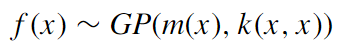 f(x) ∼ GP(m(x), k(x, x))